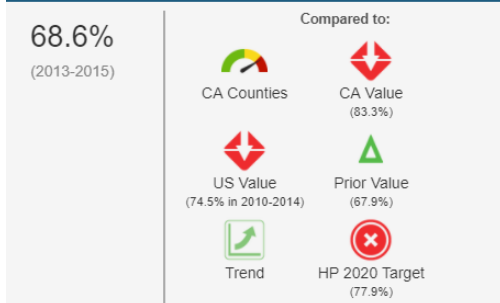 68.6%
(2013-2015)
Compared to:
CA Counties
CA Value
(83.3%)
US Value
(74.5% in 2010-2014)
Prior Value
(67.9%)
Trend
HP 2020 Target
(77.9%)